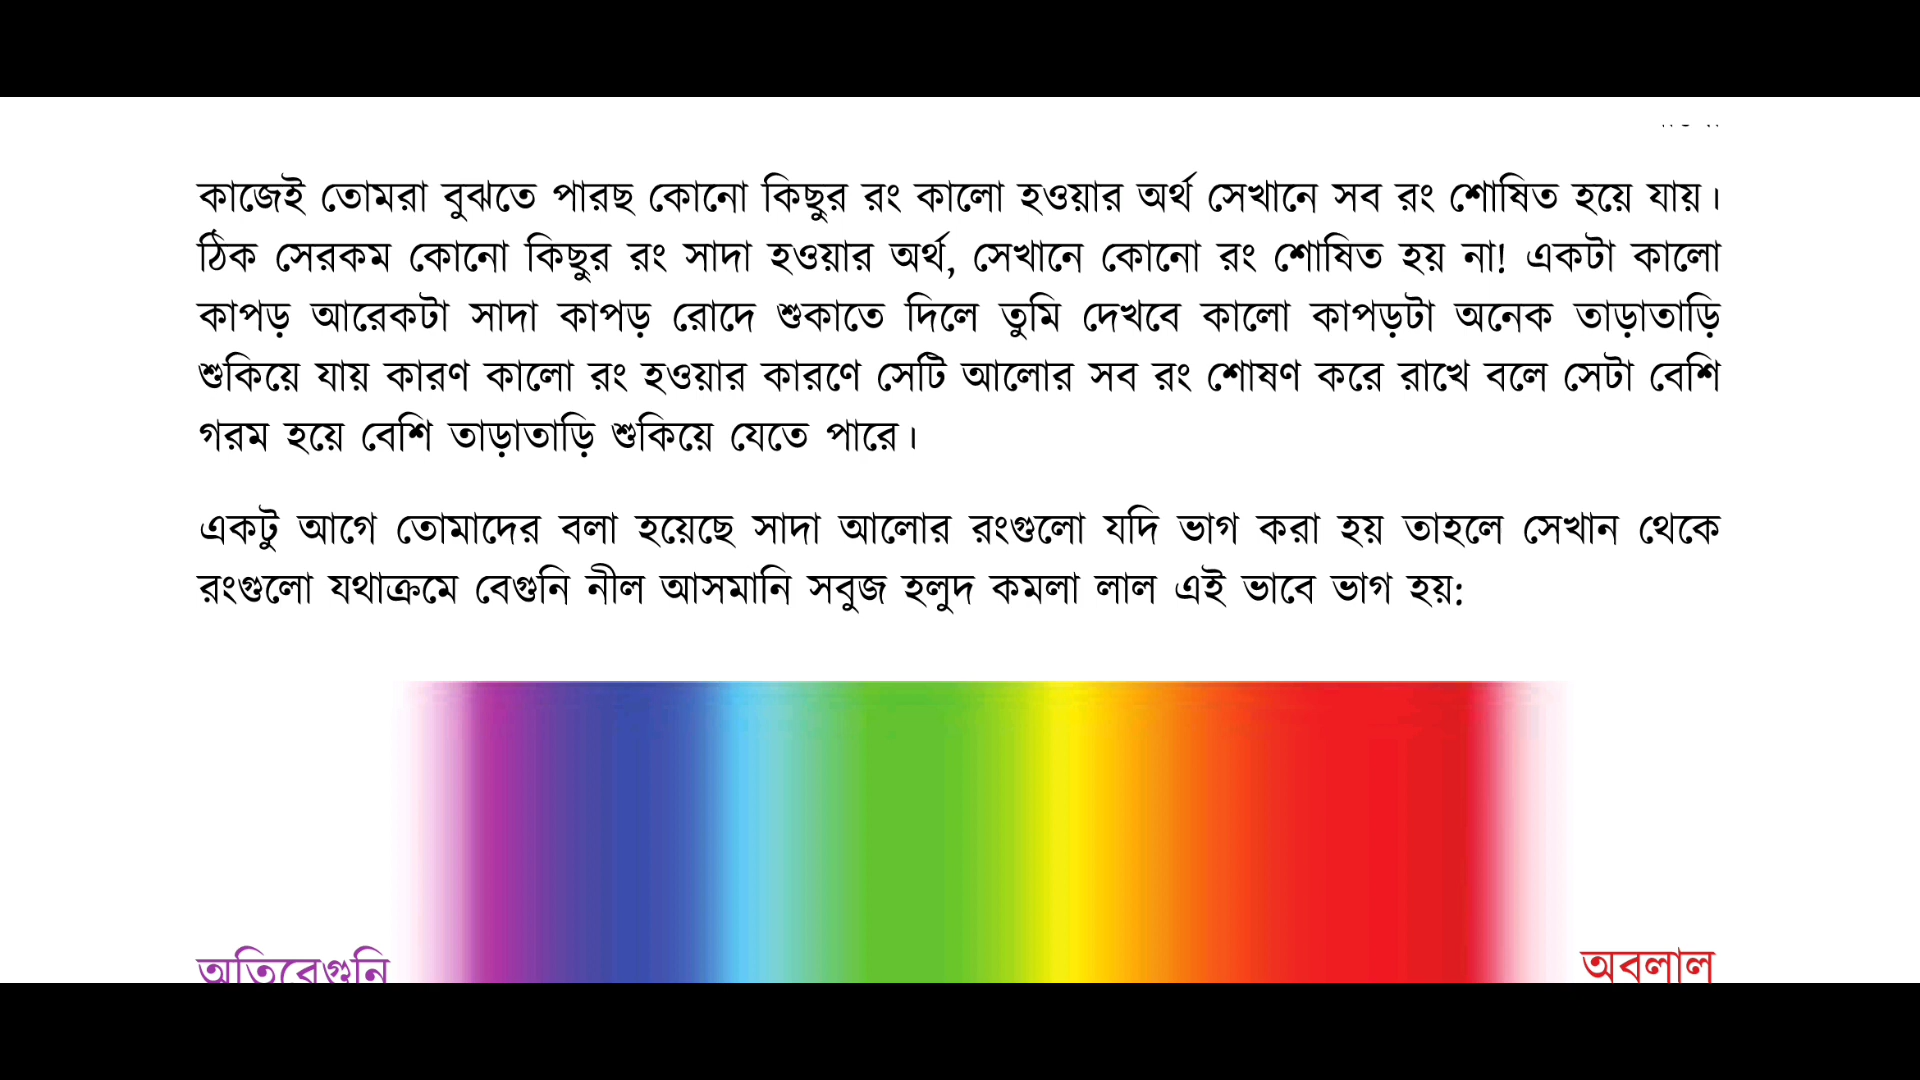 কাজেই তোমরা বুঝতে পারছ কোনো কিছুর রং কালো হওয়ার অর্থ সেখানে সব রং শোষিত হয়ে যায়।
ঠিক সেরকম কোনো কিছুর রং সাদা হওয়ার অর্থ, সেখানে কোনো রং শোষিত হয় না! একটা কালো
কাপড় আরেকটা সাদা কাপড় রোদে শুকাতে দিলে তুমি দেখবে কালো কাপড়টা অনেক তাড়াতাড়ি
শুকিয়ে যায় কারণ কালো রং হওয়ার কারণে সেটি আলোর সব রং শোষণ করে রাখে বলে সেটা বেশি
গরম হয়ে বেশি তাড়াতাড়ি শুকিয়ে যেতে পারে।
একটু আগে তোমাদের বলা হয়েছে সাদা আলোর রংগুলো যদি ভাগ করা হয় তাহলে সেখান থেকে
রংগুলো যথাক্রমে বেগুনি নীল আসমানি সবুজ হলুদ কমলা লাল এই ভাবে ভাগ হয়:
অতিবেগুনি
অবলাল